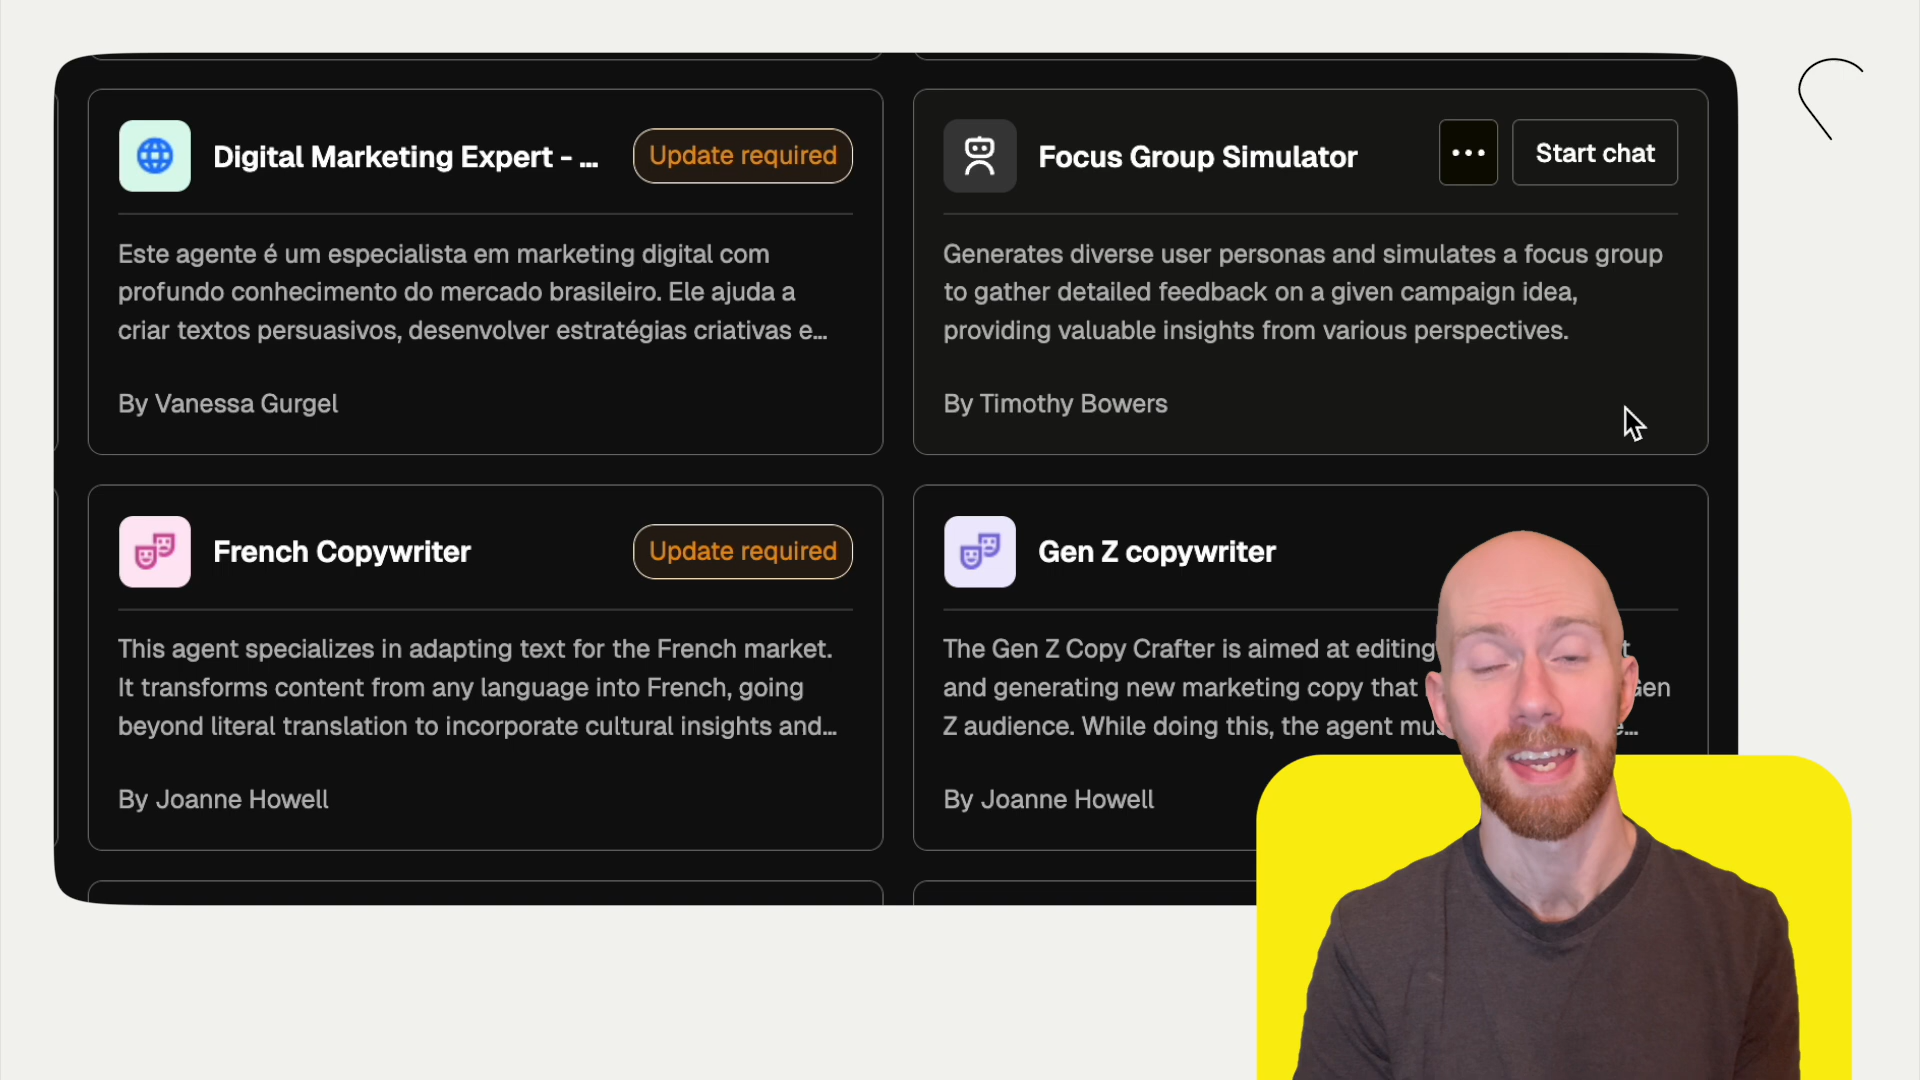 Digital Marketing Expert - ...
Update required
Este agente é um especialista em marketing digital com
profundo conhecimento do mercado brasileiro. Ele ajuda a
criar textos persuasivos, desenvolver estratégias criativas e...
By Vanessa Gurgel
Focus Group Simulator
Start chat
Generates diverse user personas and simulates a focus group
to gather detailed feedback on a given campaign idea,
providing valuable insights from various perspectives.
By Timothy Bowers
French Copywriter
Update required
This agent specializes in adapting text for the French market.
It transforms content from any language into French, going
beyond literal translation to incorporate cultural insights and...
By Joanne Howell
Gen Z copywriter
The Gen Z Copy Crafter is aimed at editing
and generating new marketing copy that Gen
Z audience. While doing this, the agent
By Joanne Howell